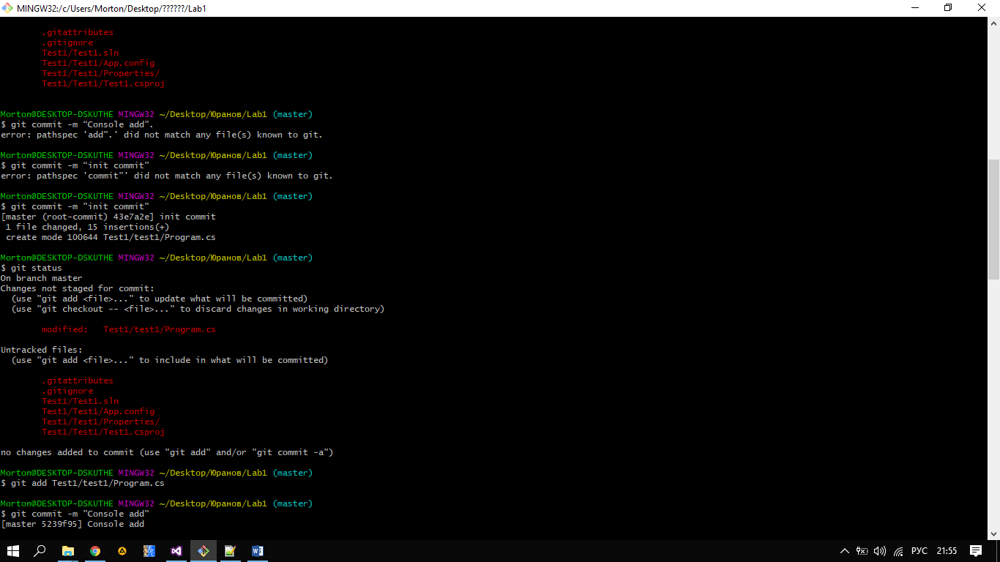 MINGW32:/c/Users/Morton/Desktop/??????/Lab1
.gitattributes
.gitignore
Test1/Test1.sln
Test1/Test1/App.config
Test1/Test1/Properties/
Test1/Test1/Test1.csproj
Morton@DESKTOP-DSKUTHE MINGW32 ~/Desktop/Юранов/Lab1 (master)
$ git commit -m “Console add”.
error: pathspec 'add”.' did not match any file(s) known to git.
Morton@DESKTOP-DSKUTHE MINGW32 ~/Desktop/Юранов/Lab1 (master)
$ git commit -m “init commit”
error: pathspec 'commit”' did not match any file(s) known to git.
Morton@DESKTOP-DSKUTHE MINGW32 ~/Desktop/Юранов/Lab1 (master)
$ git commit -m "init commit"
[master (root-commit) 43e7a2e] init commit
1 file changed, 15 insertions(+)
create mode 100644 Test1/test1/Program.cs
Morton@DESKTOP-DSKUTHE MINGW32 ~/Desktop/Юранов/Lab1 (master)
$ git status
On branch master
Changes not staged for commit:
(use "git add <file>..." to update what will be committed)
(use "git checkout -- <file>..." to discard changes in working directory)
modified:   Test1/test1/Program.cs
Untracked files:
(use "git add <file>..." to include in what will be committed)
.gitattributes
.gitignore
Test1/Test1.sln
Test1/Test1/App.config
Test1/Test1/Properties/
Test1/Test1/Test1.csproj
no changes added to commit (use "git add" and/or "git commit -a")
Morton@DESKTOP-DSKUTHE MINGW32 ~/Desktop/Юранов/Lab1 (master)
$ git add Test1/test1/Program.cs
Morton@DESKTOP-DSKUTHE MINGW32 ~/Desktop/Юранов/Lab1 (master)
$ git commit -m "Console add"
[master 5239f95] Console add
РУС 21:55